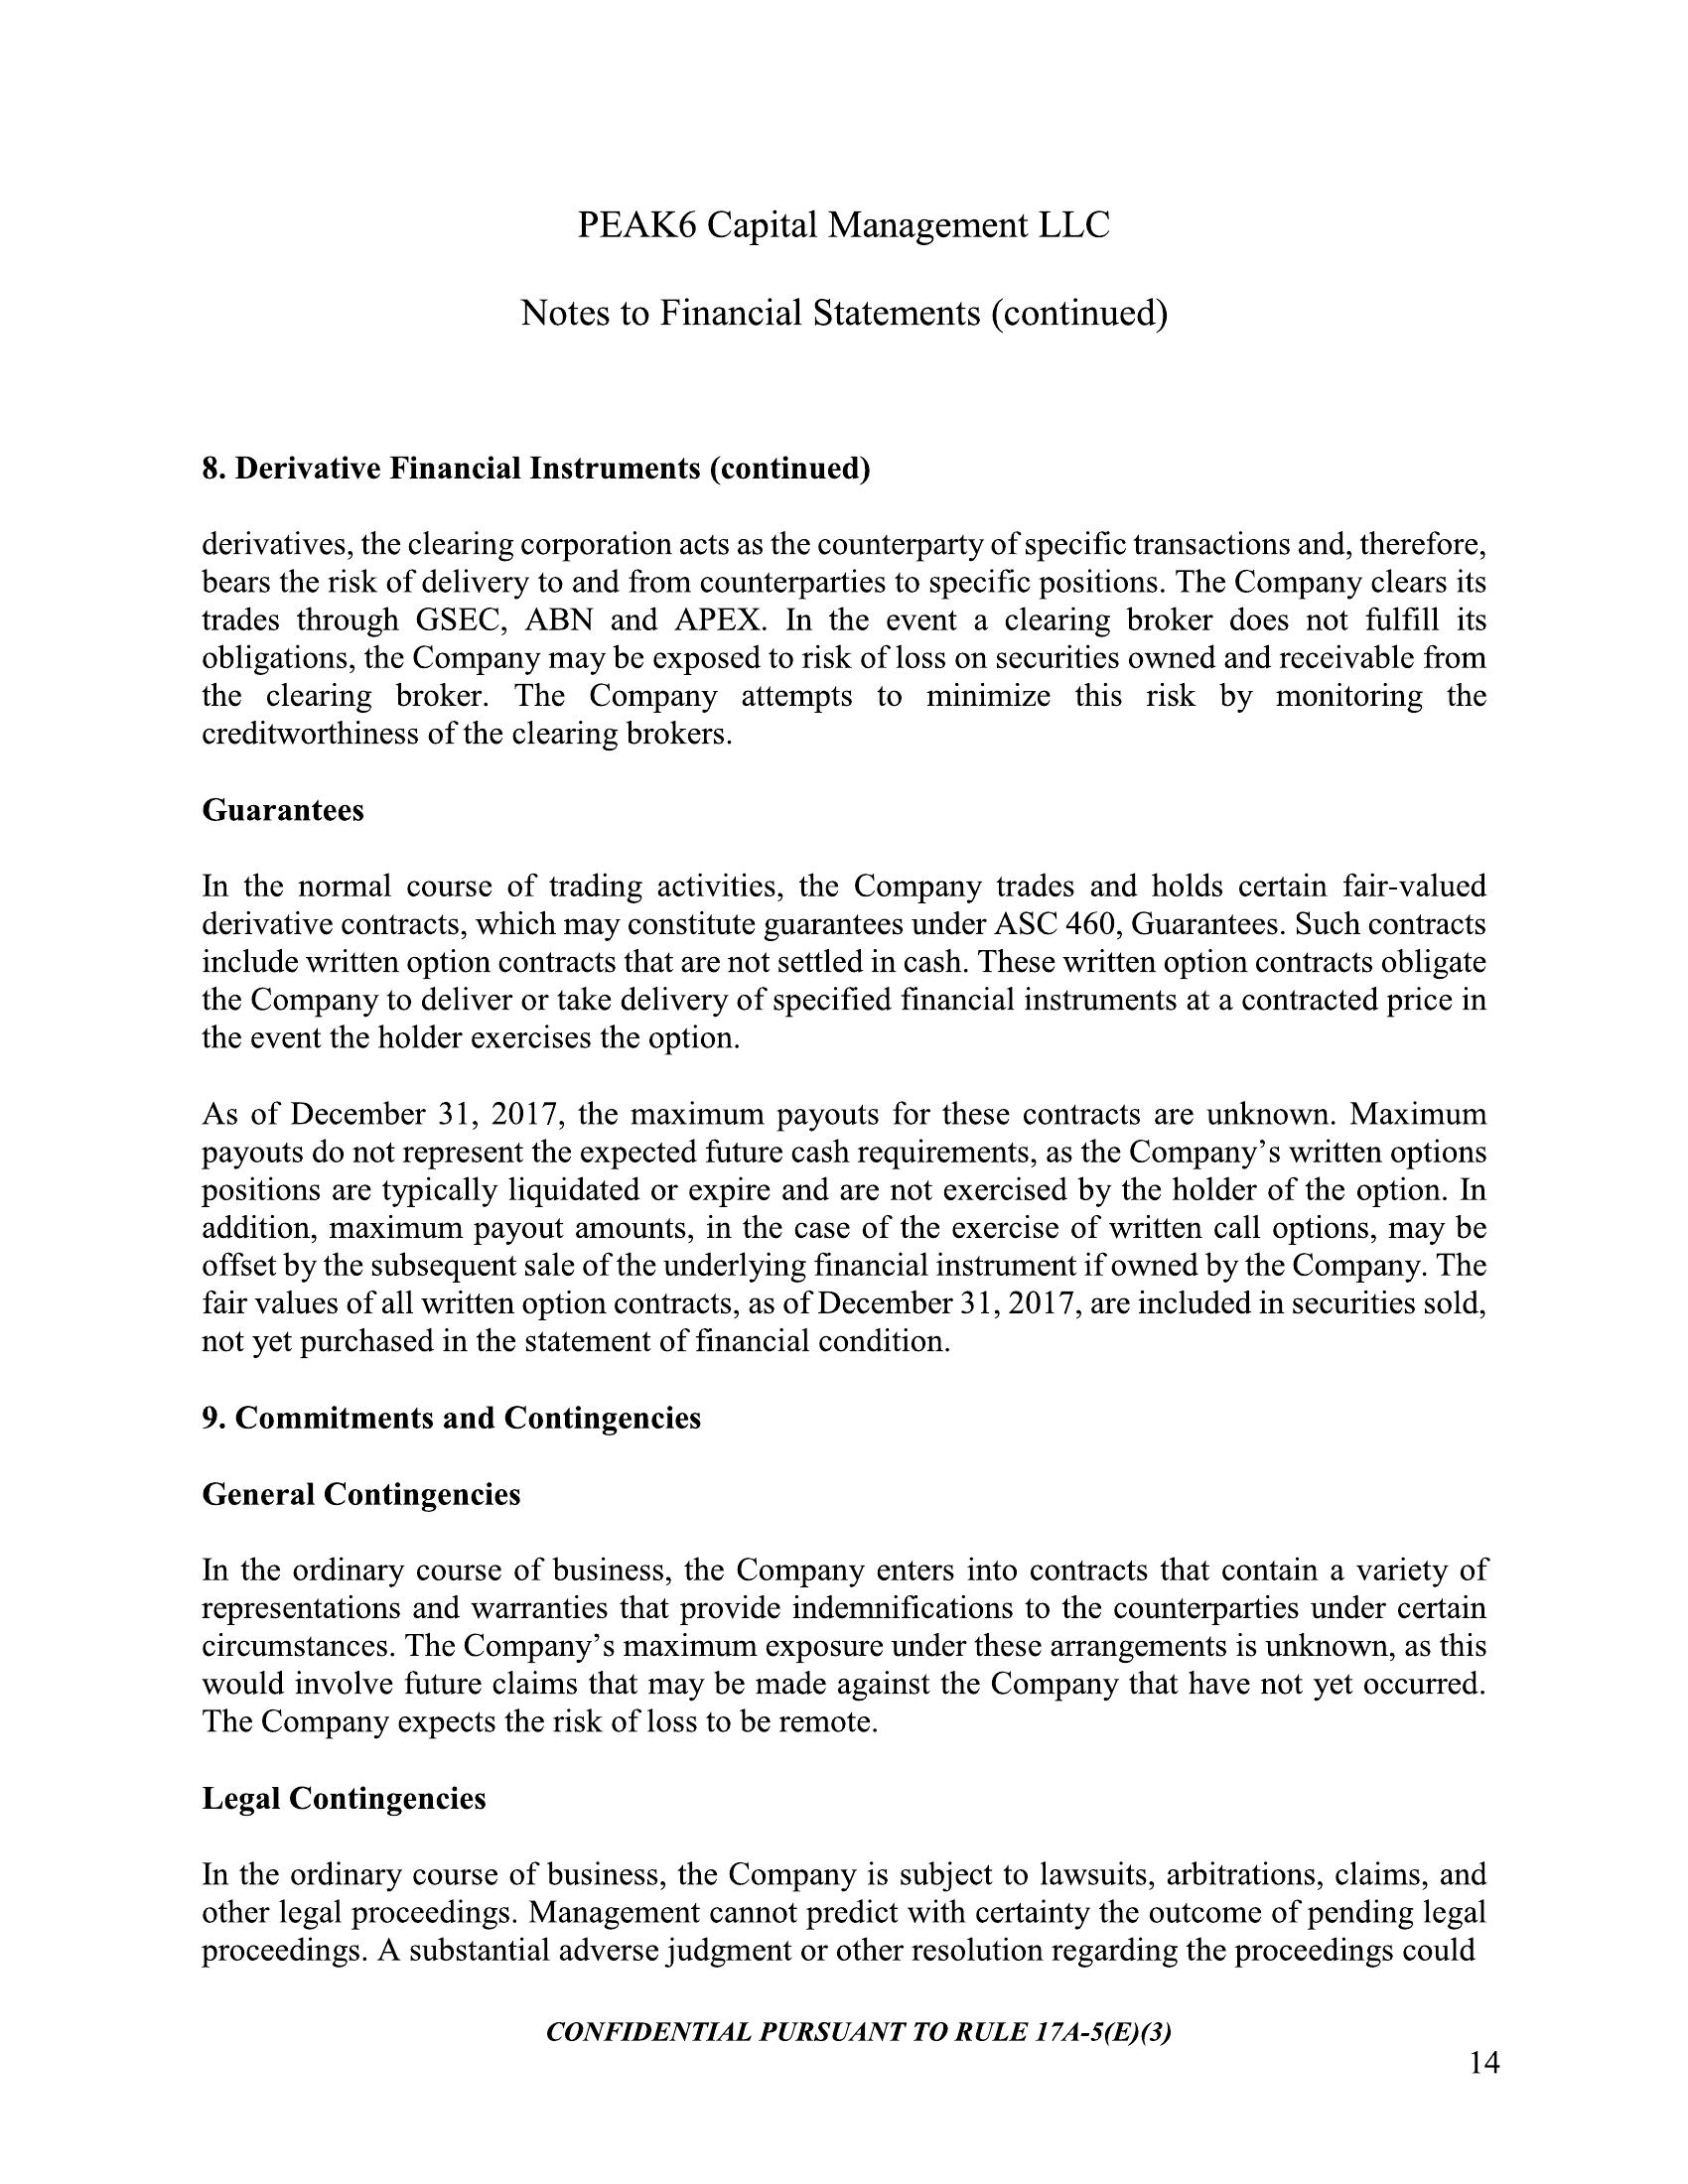 PEAK6 Capital Management LLC
Notes to Financial Statements (continued)
8. Derivative Financial Instruments (continued)
derivatives, the clearing corporation acts as the counterparty of specific transactions and, therefore,
bears the risk of delivery to and from counterparties to specific positions. The Company clears its
trades through GSEC, ABN and APEX. In the event a clearing broker does not fulfill its
obligations, the Company may be exposed to risk of loss on securities owned and receivable from
the clearing broker. The Company attempts to minimize this risk by monitoring the
creditworthiness of the clearing brokers.
Guarantees
In the normal course of trading activities, the Company trades and holds certain fair-valued
derivative contracts, which may constitute guarantees under ASC 460, Guarantees. Such contracts
include written option contracts that are not settled in cash. These written option contracts obligate
the Company to deliver or take delivery of specified financial instruments at a contracted price in
the event the holder exercises the option.
As of December 31, 2017, the maximum payouts for these contracts are unknown. Maximum
payouts do not represent the expected future cash requirements, as the Company’s written options
positions are typically liquidated or expire and are not exercised by the holder of the option. In
addition, maximum payout amounts, in the case of the exercise of written call options, may be
offset by the subsequent sale of the underlying financial instrument if owned by the Company. The
fair values of all written option contracts, as of December 31, 2017, are included in securities sold,
not yet purchased in the statement of financial condition.
9. Commitments and Contingencies
General Contingencies
In the ordinary course of business, the Company enters into contracts that contain a variety of
representations and warranties that provide indemnifications to the counterparties under certain
circumstances. The Company’s maximum exposure under these arrangements is unknown, as this
would involve future claims that may be made against the Company that have not yet occurred.
The Company expects the risk of loss to be remote.
Legal Contingencies
In the ordinary course of business, the Company is subject to lawsuits, arbitrations, claims, and
other legal proceedings. Management cannot predict with certainty the outcome of pending legal
proceedings. A substantial adverse judgment or other resolution regarding the proceedings could
CONFIDENTIAL PURSUANT TO RULE 17A-5(E)(3)
14